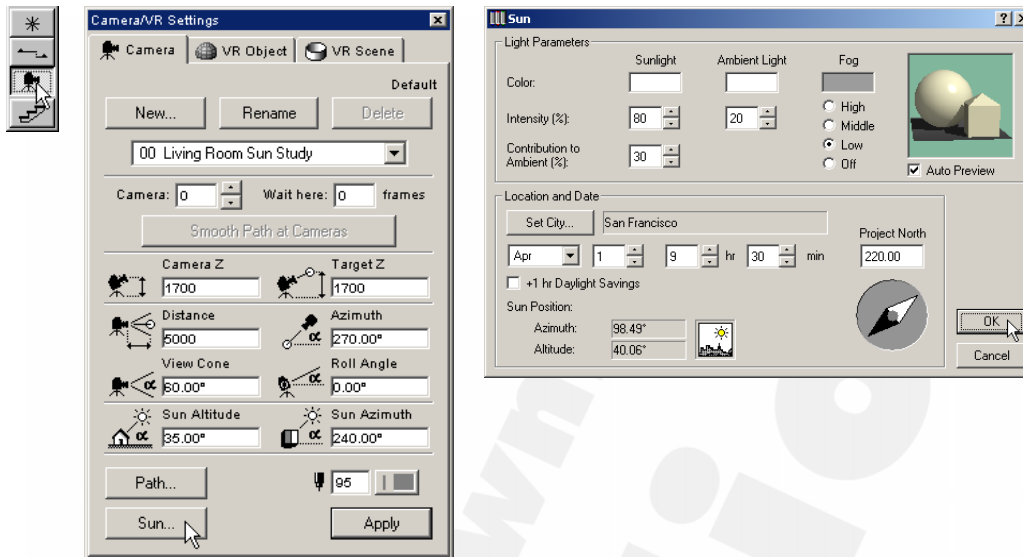 Camera/VR Settings
Camera VR Object VR Scene
Default
New... Rename Delete
00 Living Room Sun Study
Camera: 0 Wait here: 0 frames
Smooth Path at Cameras
Camera Z Target Z
1700 1700
Distance Azimuth
5000 α 270.00°
View Cone Roll Angle
α 60.00° α 0.00°
Sun Altitude Sun Azimuth
α 35.00° α 240.00°
Path... 95
Sun... Apply
Sun
Light Parameters
Sunlight Ambient Light Fog
Color:
Intensity (%): 80 20
Contribution to
Ambient (%): 30
High
Middle
Low
Off
Auto Preview
Location and Date
Set City... San Francisco
Project North
Apr 1 9 hr 30 min 220.00
+1 hr Daylight Savings
Sun Position:
Azimuth: 98.49°
Altitude: 40.06°
OK
Cancel